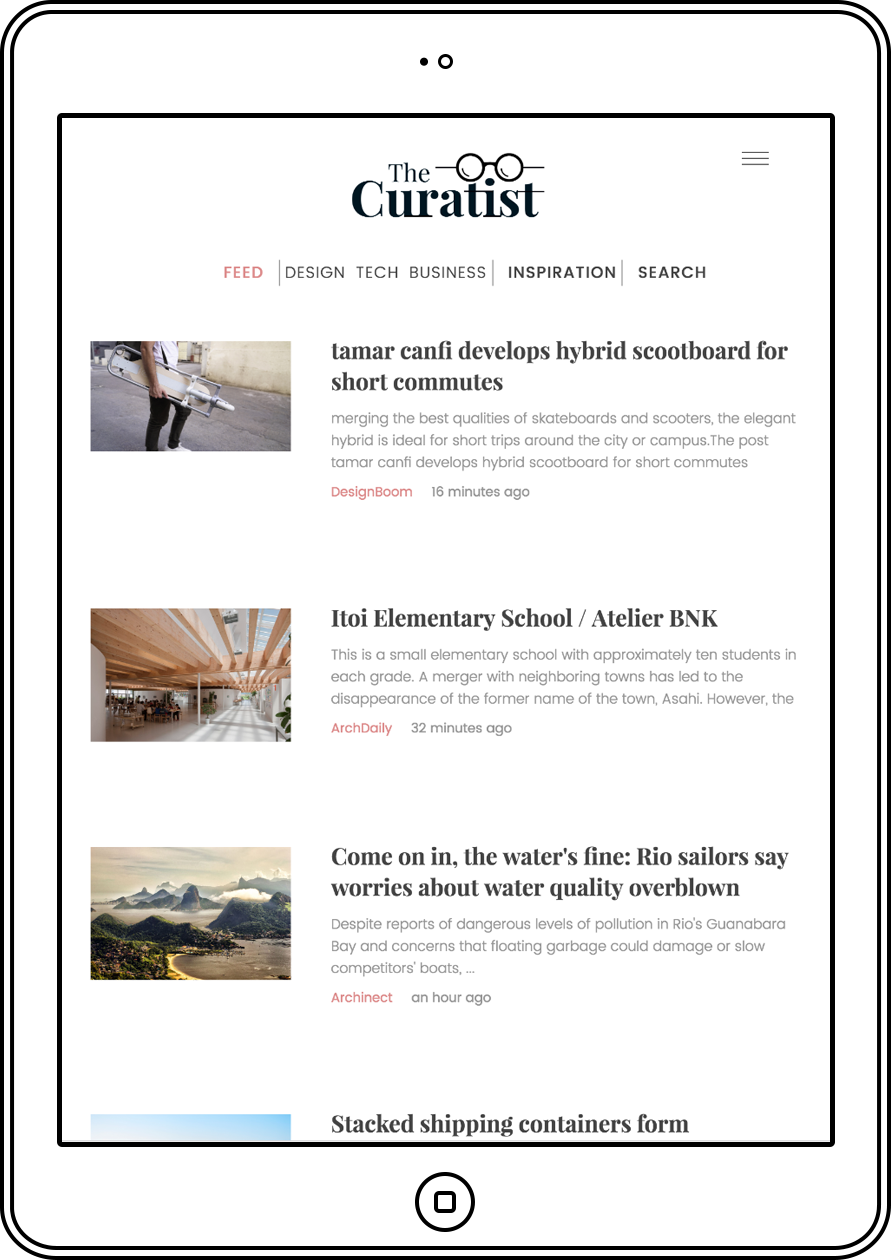 The
Curatist
FEED DESIGN TECH BUSINESS INSPIRATION SEARCH
tamar canfi develops hybrid scootboard for
short commutes
merging the best qualities of skateboards and scooters, the elegant
hybrid is ideal for short trips around the city or campus.The post
tamar canfi develops hybrid scootboard for short commutes
DesignBoom 16 minutes ago
Itoi Elementary School / Atelier BNK
This is a small elementary school with approximately ten students in
each grade. A merger with neighboring towns has led to the
disappearance of the former name of the town, Asahi. However, the
ArchDaily 32 minutes ago
Come on in, the water's fine: Rio sailors say
worries about water quality overblown
Despite reports of dangerous levels of pollution in Rio's Guanabara
Bay and concerns that floating garbage could damage or slow
competitors' boats, ...
Archinect an hour ago
Stacked shipping containers form